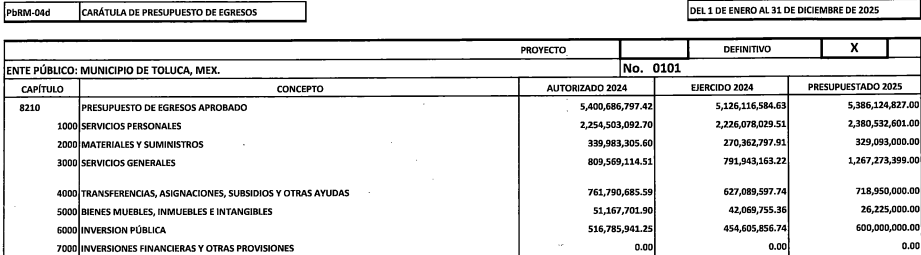 PbRM-04d CARÁTULA DE PRESUPUESTO DE EGRESOS DEL 1 DE ENERO AL 31 DE DICIEMBRE DE 2025
PROYECTO DEFINITIVO X
ENTE PÚBLICO: MUNICIPIO DE TOLUCA, MEX. No. 0101
CAPÍTULO CONCEPTO AUTORIZADO 2024 EJERCIDO 2024 PRESUPUESTADO 2025
8210 PRESUPUESTO DE EGRESOS APROBADO 5,400,686,797.42 5,126,116,584.63 5,386,124,827.00
1000 SERVICIOS PERSONALES 2,254,503,092.70 2,226,078,029.51 2,380,532,601.00
2000 MATERIALES Y SUMINISTROS 339,983,305.60 270,362,797.91 329,093,000.00
3000 SERVICIOS GENERALES 809,569,114.51 791,943,163.22 1,267,273,399.00
4000 TRANSFERENCIAS, ASIGNACIONES, SUBSIDIOS Y OTRAS AYUDAS 761,790,685.59 627,089,597.74 718,950,000.00
5000 BIENES MUEBLES, INMUEBLES E INTANGIBLES 51,167,701.90 42,069,755.36 26,225,000.00
6000 INVERSION PÚBLICA 516,785,941.25 454,605,856.74 600,000,000.00
7000 INVERSIONES FINANCIERAS Y OTRAS PROVISIONES 0.00 0.00 0.00